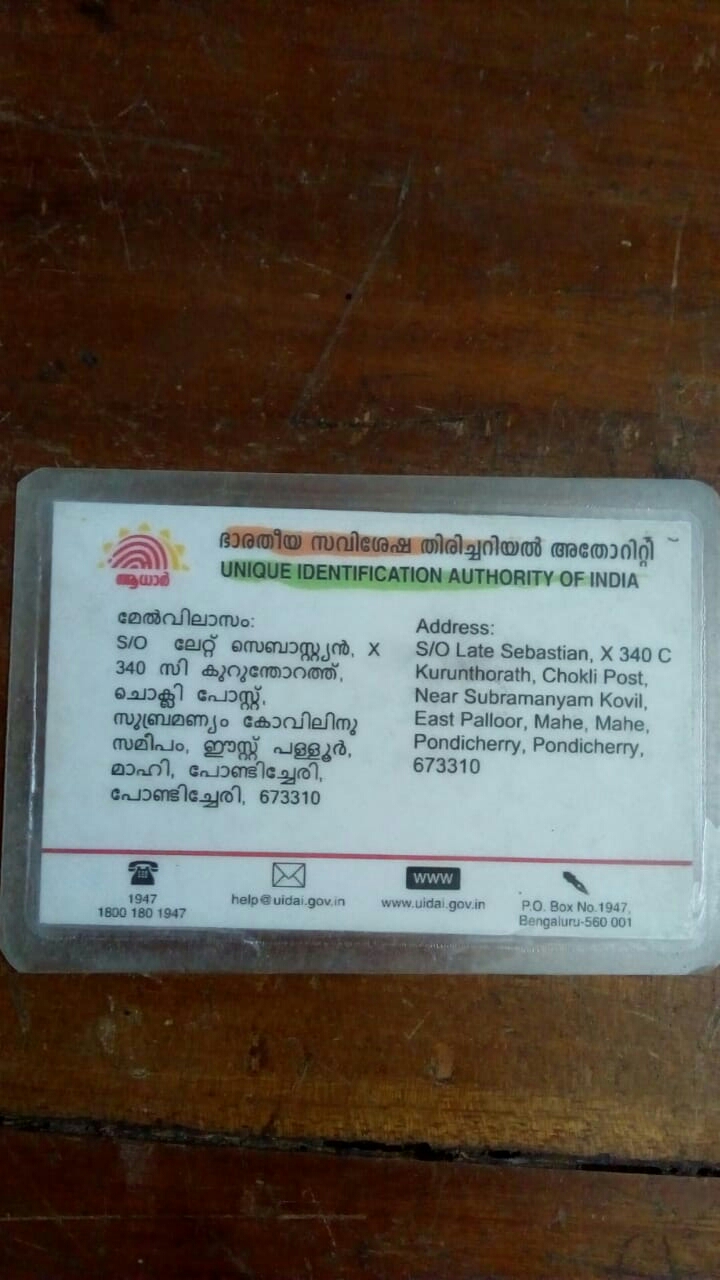 ഭാരതീയ സവിശേഷ തിരിച്ചറിയൽ അതോറിറ്റി
UNIQUE IDENTIFICATION AUTHORITY OF INDIA
ആധാർ
മേൽവിലാസം:
S/O ലേറ്റ് സെബാസ്റ്റ്യൻ, X
340 സി കുറുന്തോറത്ത്,
ചൊക്ലി പോസ്റ്റ്,
സുബ്രമണ്യം കോവിലിനു
സമീപം, ഈസ്റ്റ് പള്ളൂർ,
മാഹി, പോണ്ടിച്ചേരി,
പോണ്ടിച്ചേരി, 673310
Address:
S/O Late Sebastian, X 340 C
Kurunthorath, Chokli Post,
Near Subramanyam Kovil,
East Palloor, Mahe, Mahe,
Pondicherry, Pondicherry,
673310
1947
1800 180 1947
help@uidai.gov.in
www
www.uidai.gov.in
P.O. Box No.1947,
Bengaluru-560 001